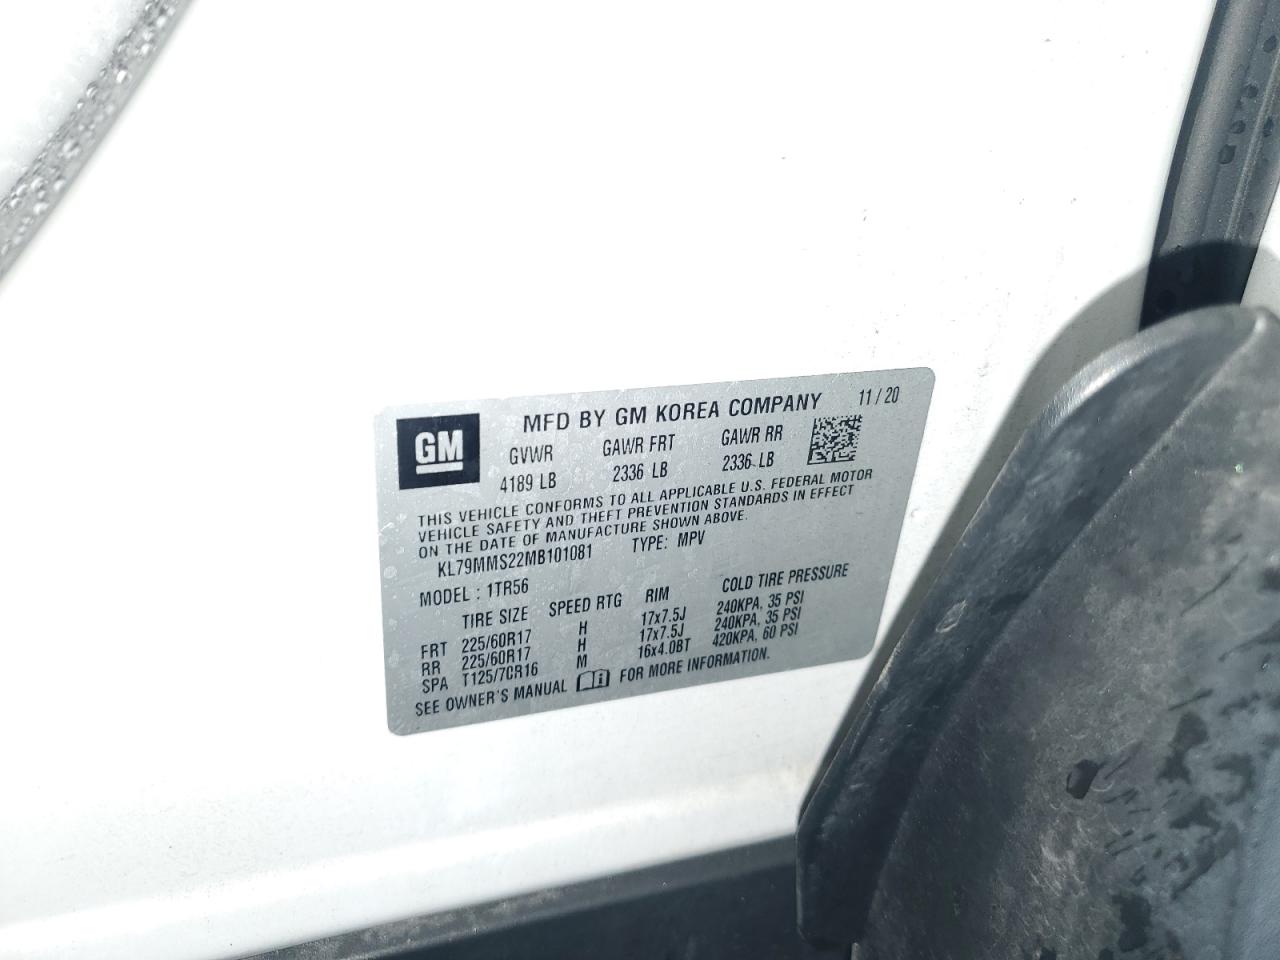 GM
MFD BY GM KOREA COMPANY 11/20
GVWR GAWR FRT GAWR RR
4189 LB 2336 LB 2336 LB
THIS VEHICLE CONFORMS TO ALL APPLICABLE U.S. FEDERAL MOTOR
VEHICLE SAFETY AND THEFT PREVENTION STANDARDS IN EFFECT
ON THE DATE OF MANUFACTURE SHOWN ABOVE.
KL79MMS22MB101081 TYPE: MPV
MODEL: 1TR56
TIRE SIZE SPEED RTG RIM COLD TIRE PRESSURE
FRT 225/60R17 H 17x7.5J 240KPA, 35 PSI
RR 225/60R17 H 17x7.5J 240KPA, 35 PSI
SPA T125/70R16 M 16x4.0BT 420KPA, 60 PSI
SEE OWNER'S MANUAL FOR MORE INFORMATION.